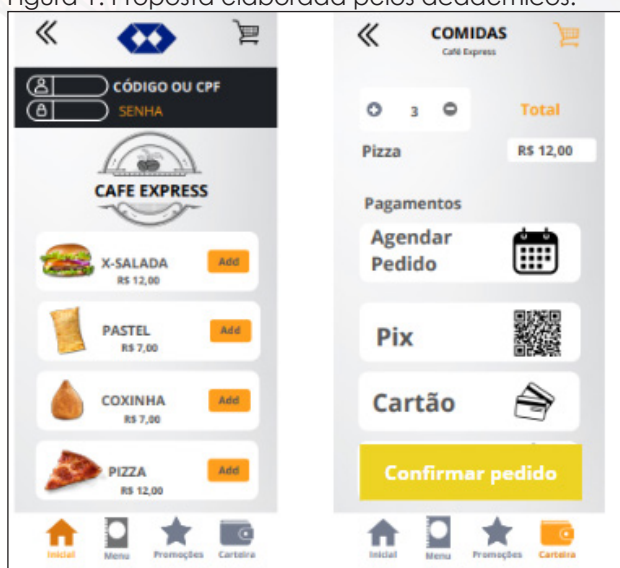 Figura 1. Proposta elaborada pelos acadêmicos.
CÓDIGO OU CPF
SENHA
CAFE EXPRESS
X-SALADA
R$ 12,00
Add
PASTEL
R$ 7,00
Add
COXINHA
R$ 7,00
Add
PIZZA
R$ 12,00
Add
Inicial
Menu
Promoções
Carteira
COMIDAS
Café Express
3
Total
Pizza
R$ 12,00
Pagamentos
Agendar
Pedido
Pix
Cartão
Confirmar pedido
Inicial
Menu
Promoções
Carteira